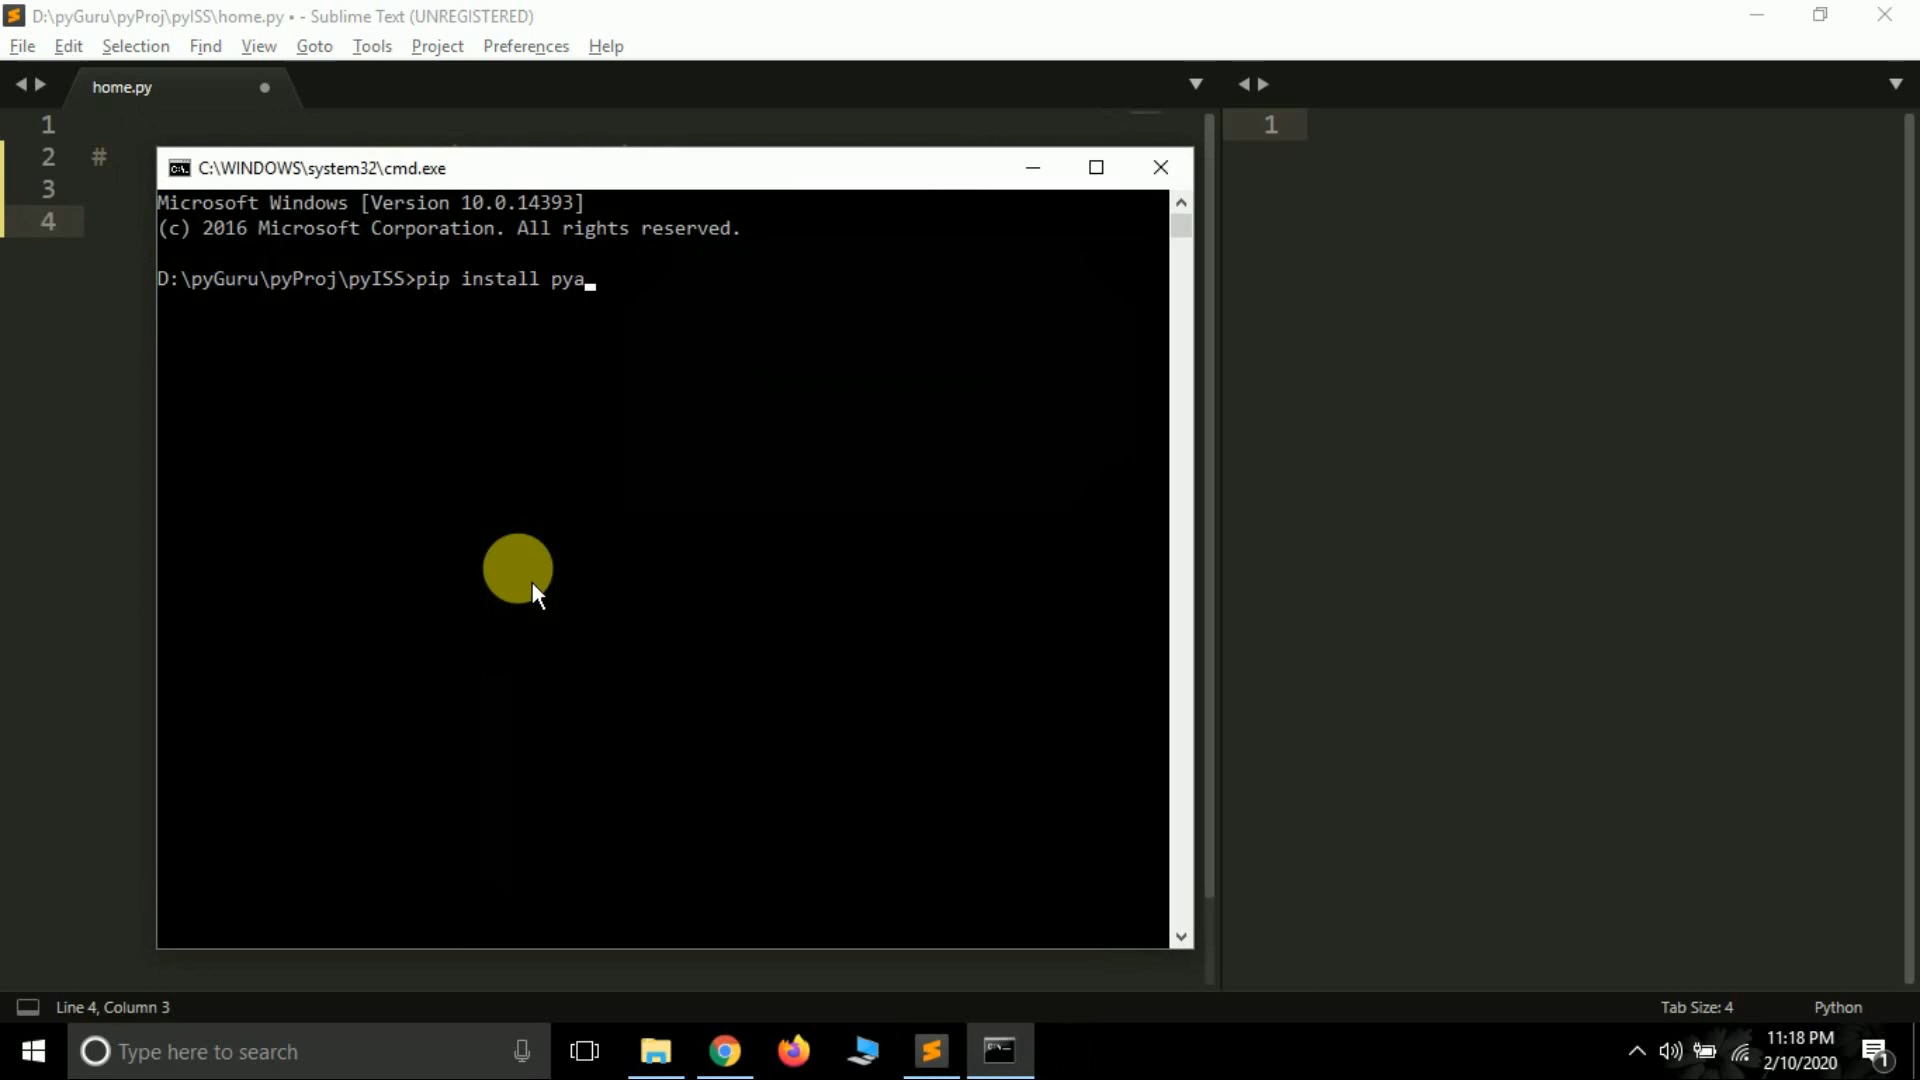 D:\pyGuru\pyProj\pyISS\home.py • - Sublime Text (UNREGISTERED)
File Edit Selection Find View Goto Tools Project Preferences Help
home.py
1
1
2 #
3
4
C:\WINDOWS\system32\cmd.exe
Microsoft Windows [Version 10.0.14393]
(c) 2016 Microsoft Corporation. All rights reserved.
D:\pyGuru\pyProj\pyISS>pip install pya
Line 4, Column 3
Tab Size: 4
Python
Type here to search
11:18 PM
2/10/2020
1